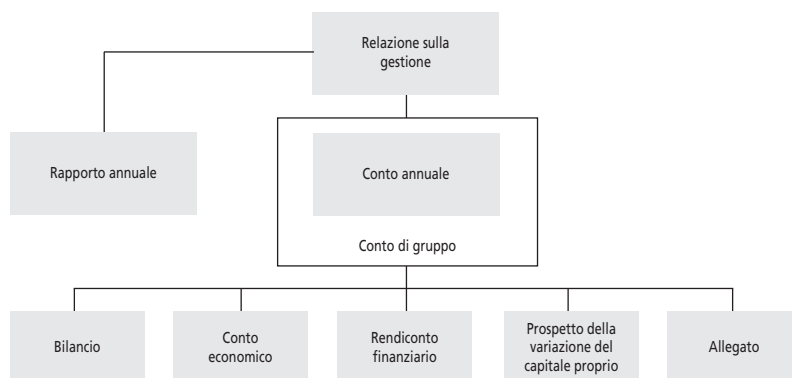 Relazione sulla
gestione
Rapporto annuale
Conto annuale
Conto di gruppo
Bilancio
Conto
economico
Rendiconto
finanziario
Prospetto della
variazione del
capitale proprio
Allegato